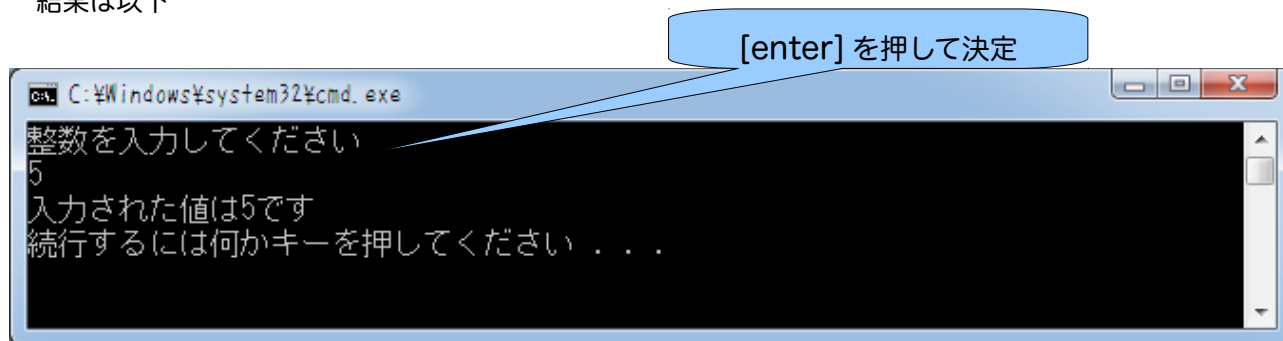 結果は以下
[enter] を押して決定
C:¥Windows¥system32¥cmd.exe
整数を入力してください
5
入力された値は5です
続行するには何かキーを押してください . . .